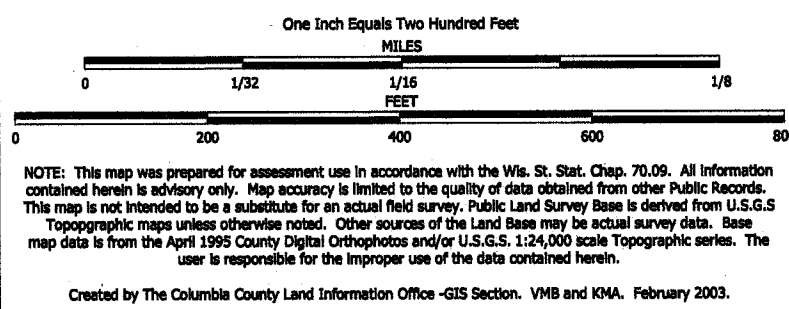 One Inch Equals Two Hundred Feet
MILES
0 1/32 1/16 1/8
FEET
0 200 400 600 80
NOTE: This map was prepared for assessment use in accordance with the Wis. St. Stat. Chap. 70.09. All information
contained herein is advisory only. Map accuracy is limited to the quality of data obtained from other Public Records.
This map is not intended to be a substitute for an actual field survey. Public Land Survey Base is derived from U.S.G.S
Topopgraphic maps unless otherwise noted. Other sources of the Land Base may be actual survey data. Base
map data is from the April 1995 County Digital Orthophotos and/or U.S.G.S. 1:24,000 scale Topographic series. The
user is responsible for the improper use of the data contained herein.
Created by The Columbia County Land Information Office -GIS Section. VMB and KMA. February 2003.